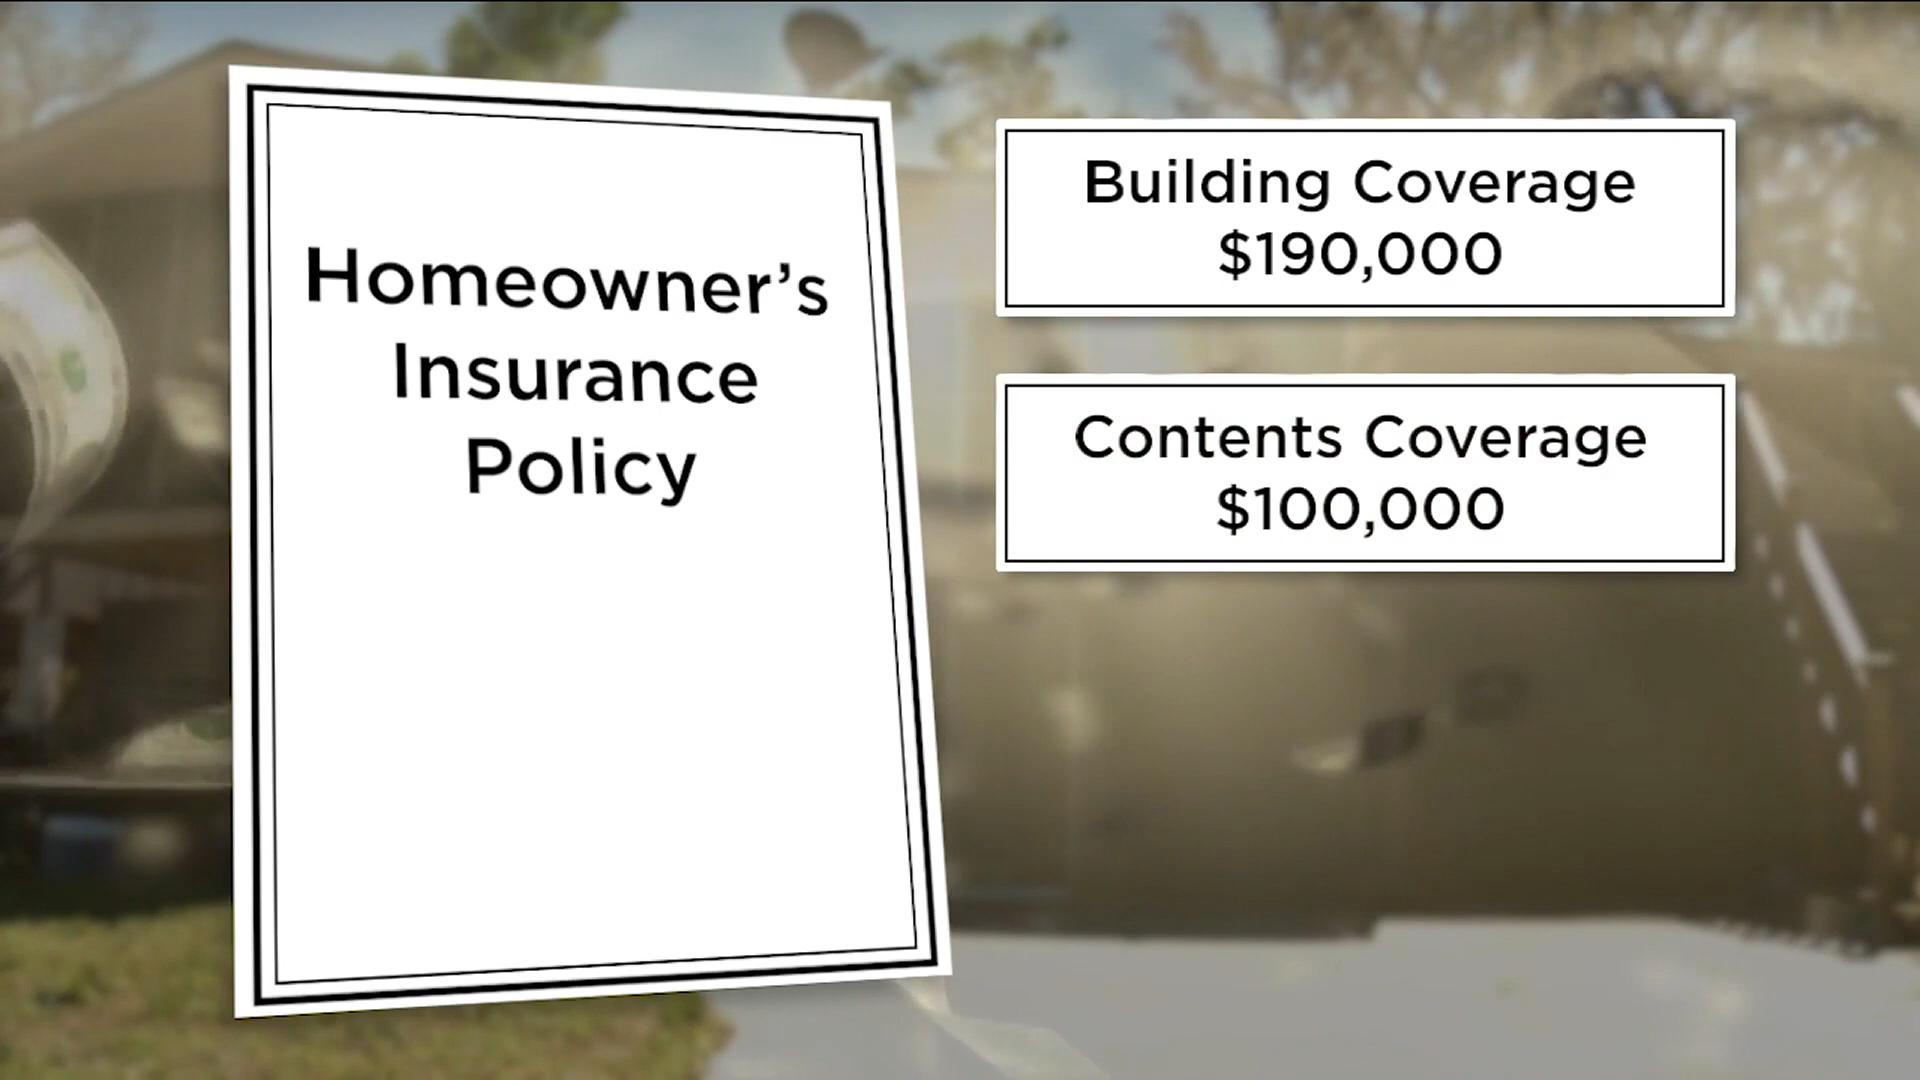 Homeowner’s
Insurance
Policy
Building Coverage
$190,000
Contents Coverage
$100,000